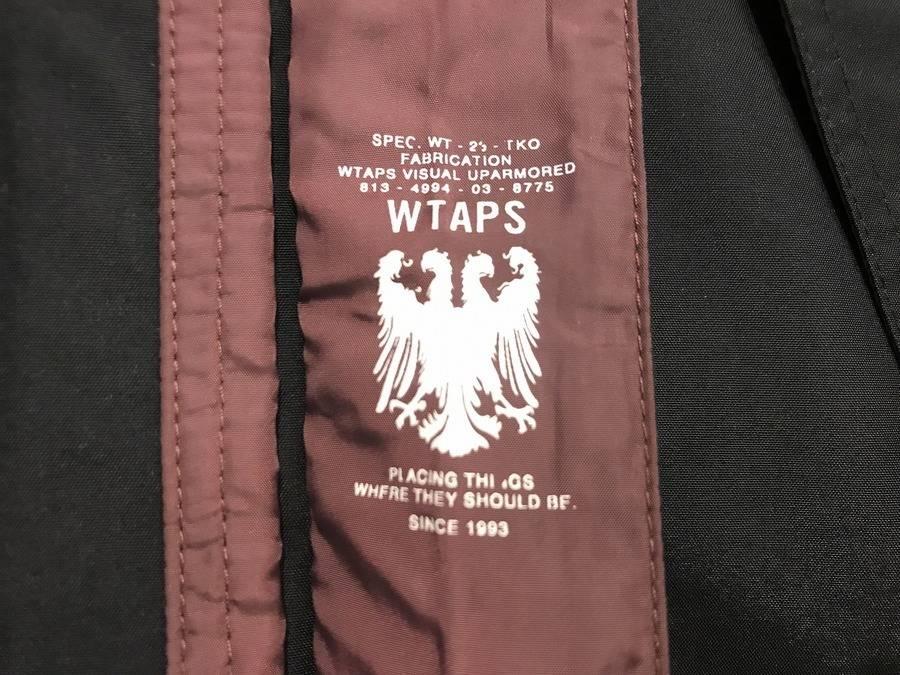 SPEC. WT - - TKO
FABRICATION
WTAPS VISUAL UPARMORED
813 - 4994 - 03 - 8775
WTAPS
PLACING THINGS
WHERE THEY SHOULD BE.
SINCE 1993